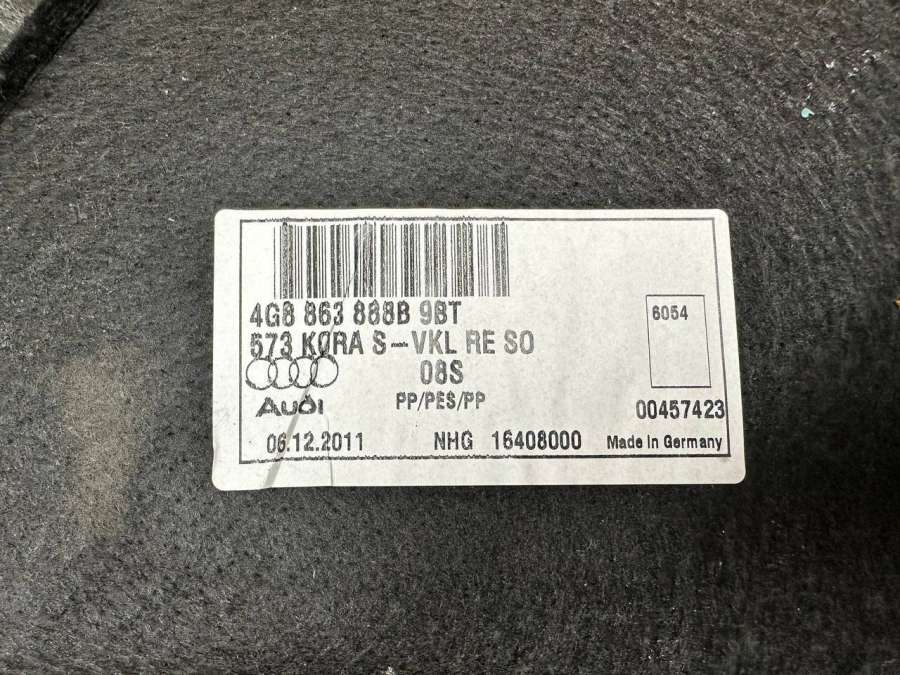 4G8 863 888B 9BT
573 KØRA S - VKL RE SO
08S
6054
Audi
PP/PES/PP
00457423
06.12.2011 NHG 16408000 Made in Germany